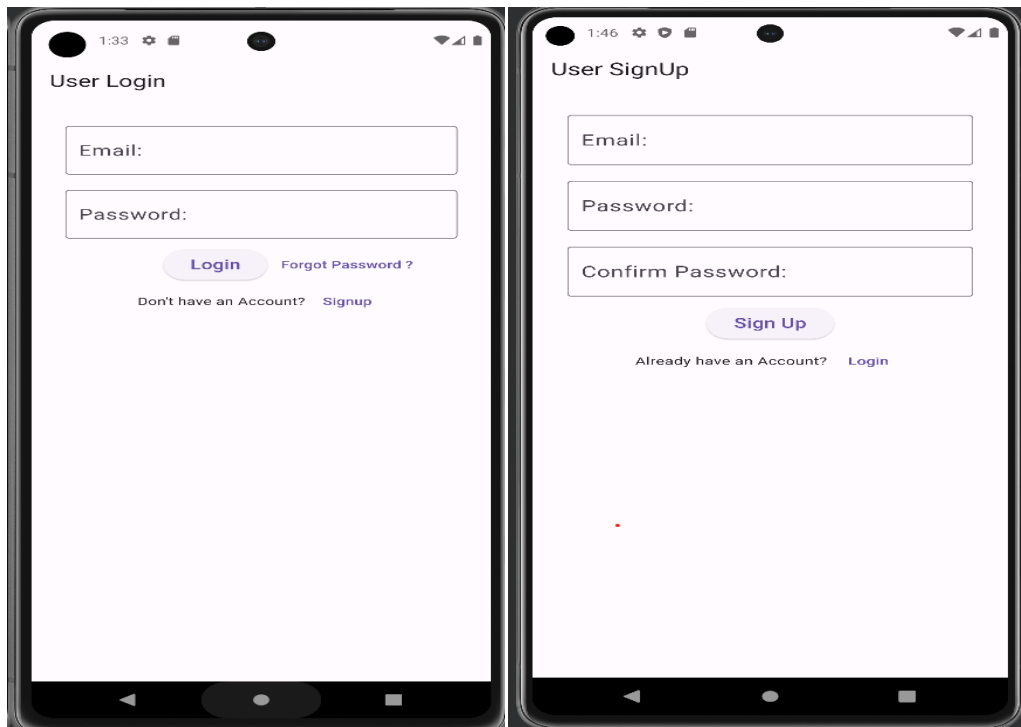 1:33
User Login
Email:
Password:
Login Forgot Password ?
Don't have an Account? Signup
1:46
User SignUp
Email:
Password:
Confirm Password:
Sign Up
Already have an Account? Login